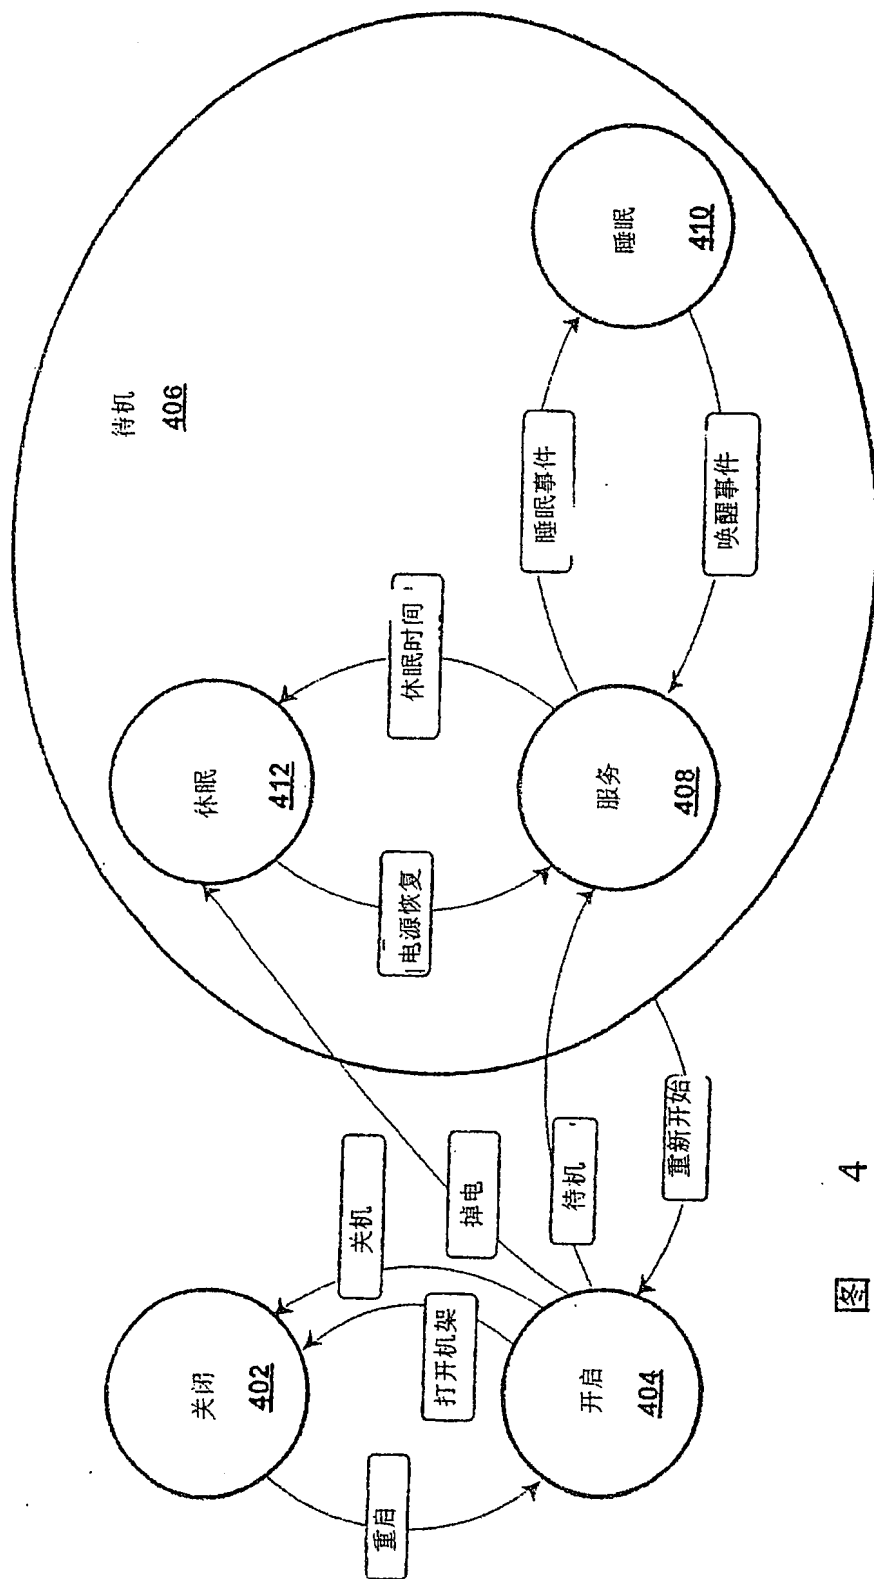 待机
406
休眠
412
睡眠
410
服务
408
休眠时间
电源恢复
睡眠事件
唤醒事件
关闭
402
开启
404
重启
打开机架
关机
掉电
待机
重新开始
图 4